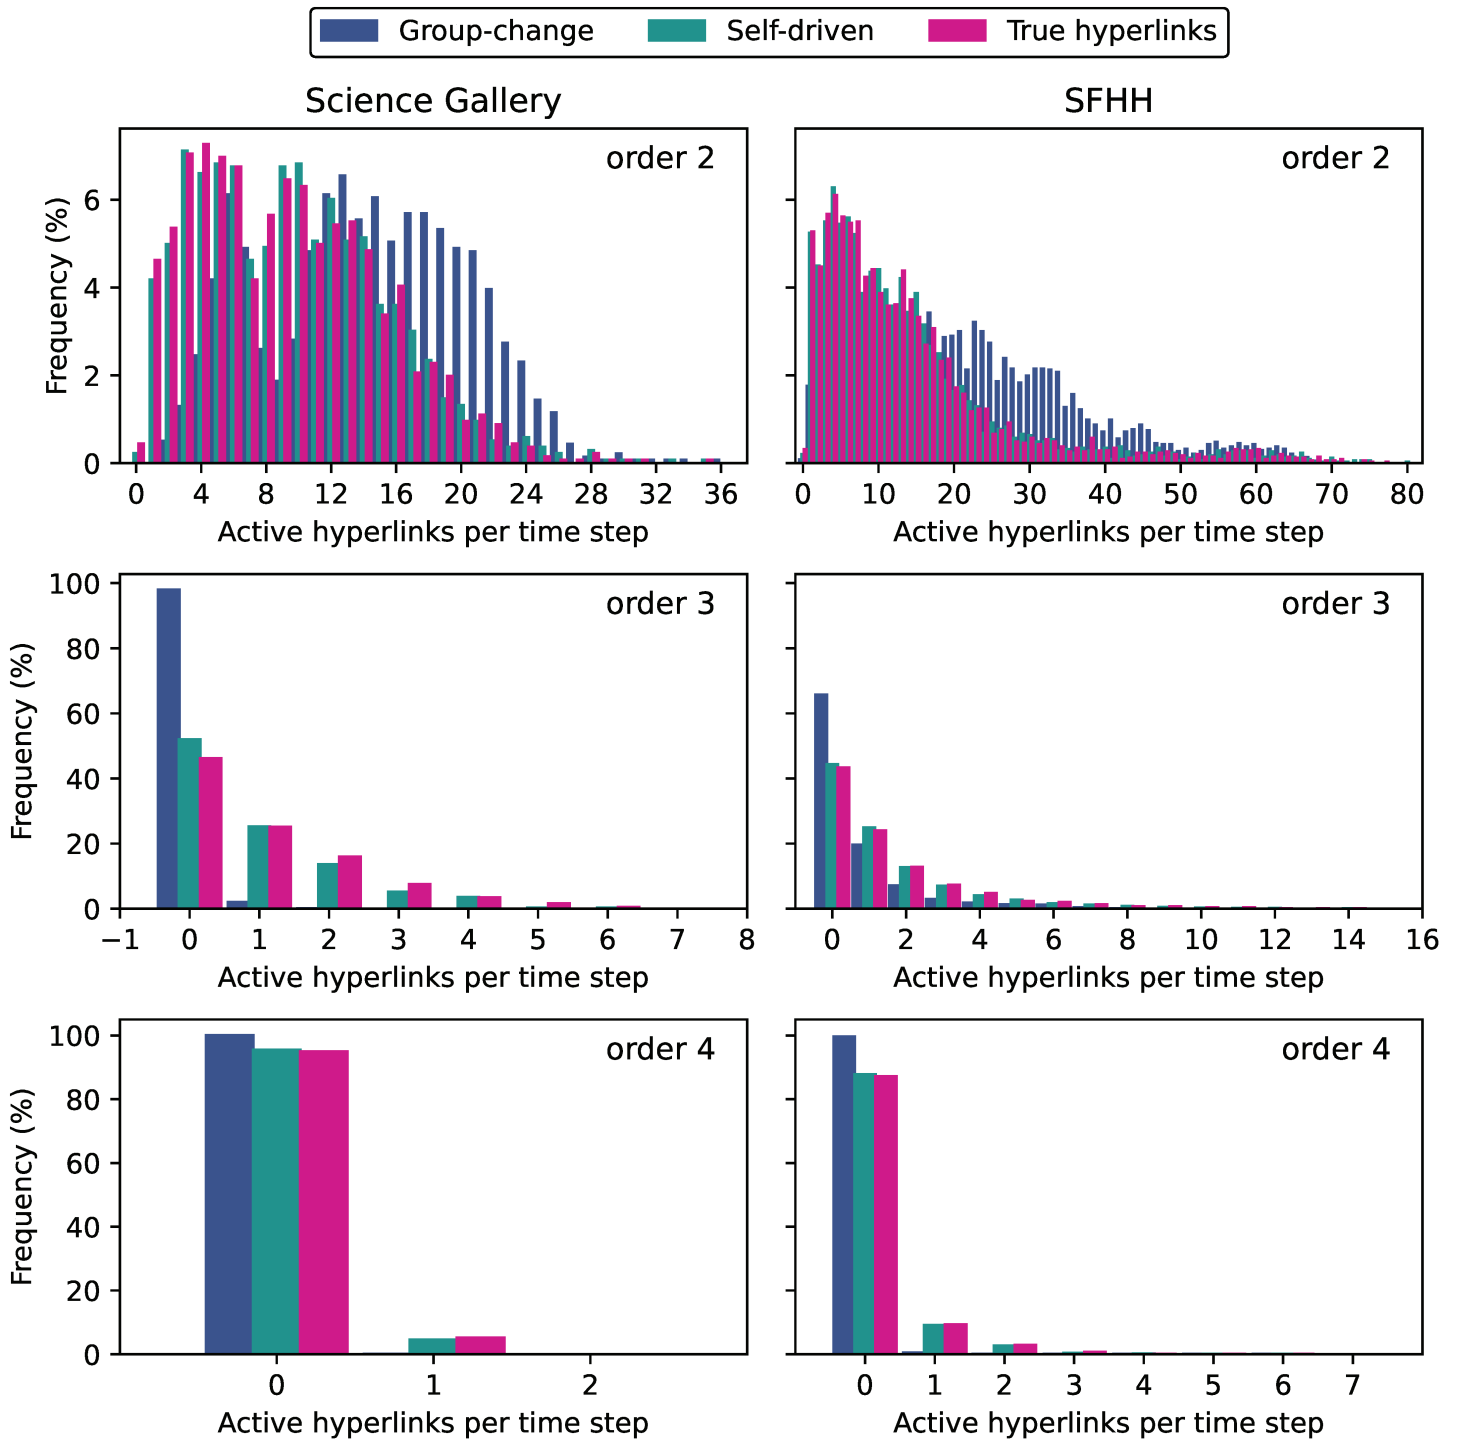 Group-change Self-driven True hyperlinks
Science Gallery SFHH
order 2
Frequency (%)
0 2 4 6
0 4 8 12 16 20 24 28 32 36
Active hyperlinks per time step
order 2
0 10 20 30 40 50 60 70 80
Active hyperlinks per time step
order 3
Frequency (%)
0 20 40 60 80 100
−1 0 1 2 3 4 5 6 7 8
Active hyperlinks per time step
order 3
0 2 4 6 8 10 12 14 16
Active hyperlinks per time step
order 4
Frequency (%)
0 20 40 60 80 100
0 1 2
Active hyperlinks per time step
order 4
0 1 2 3 4 5 6 7
Active hyperlinks per time step